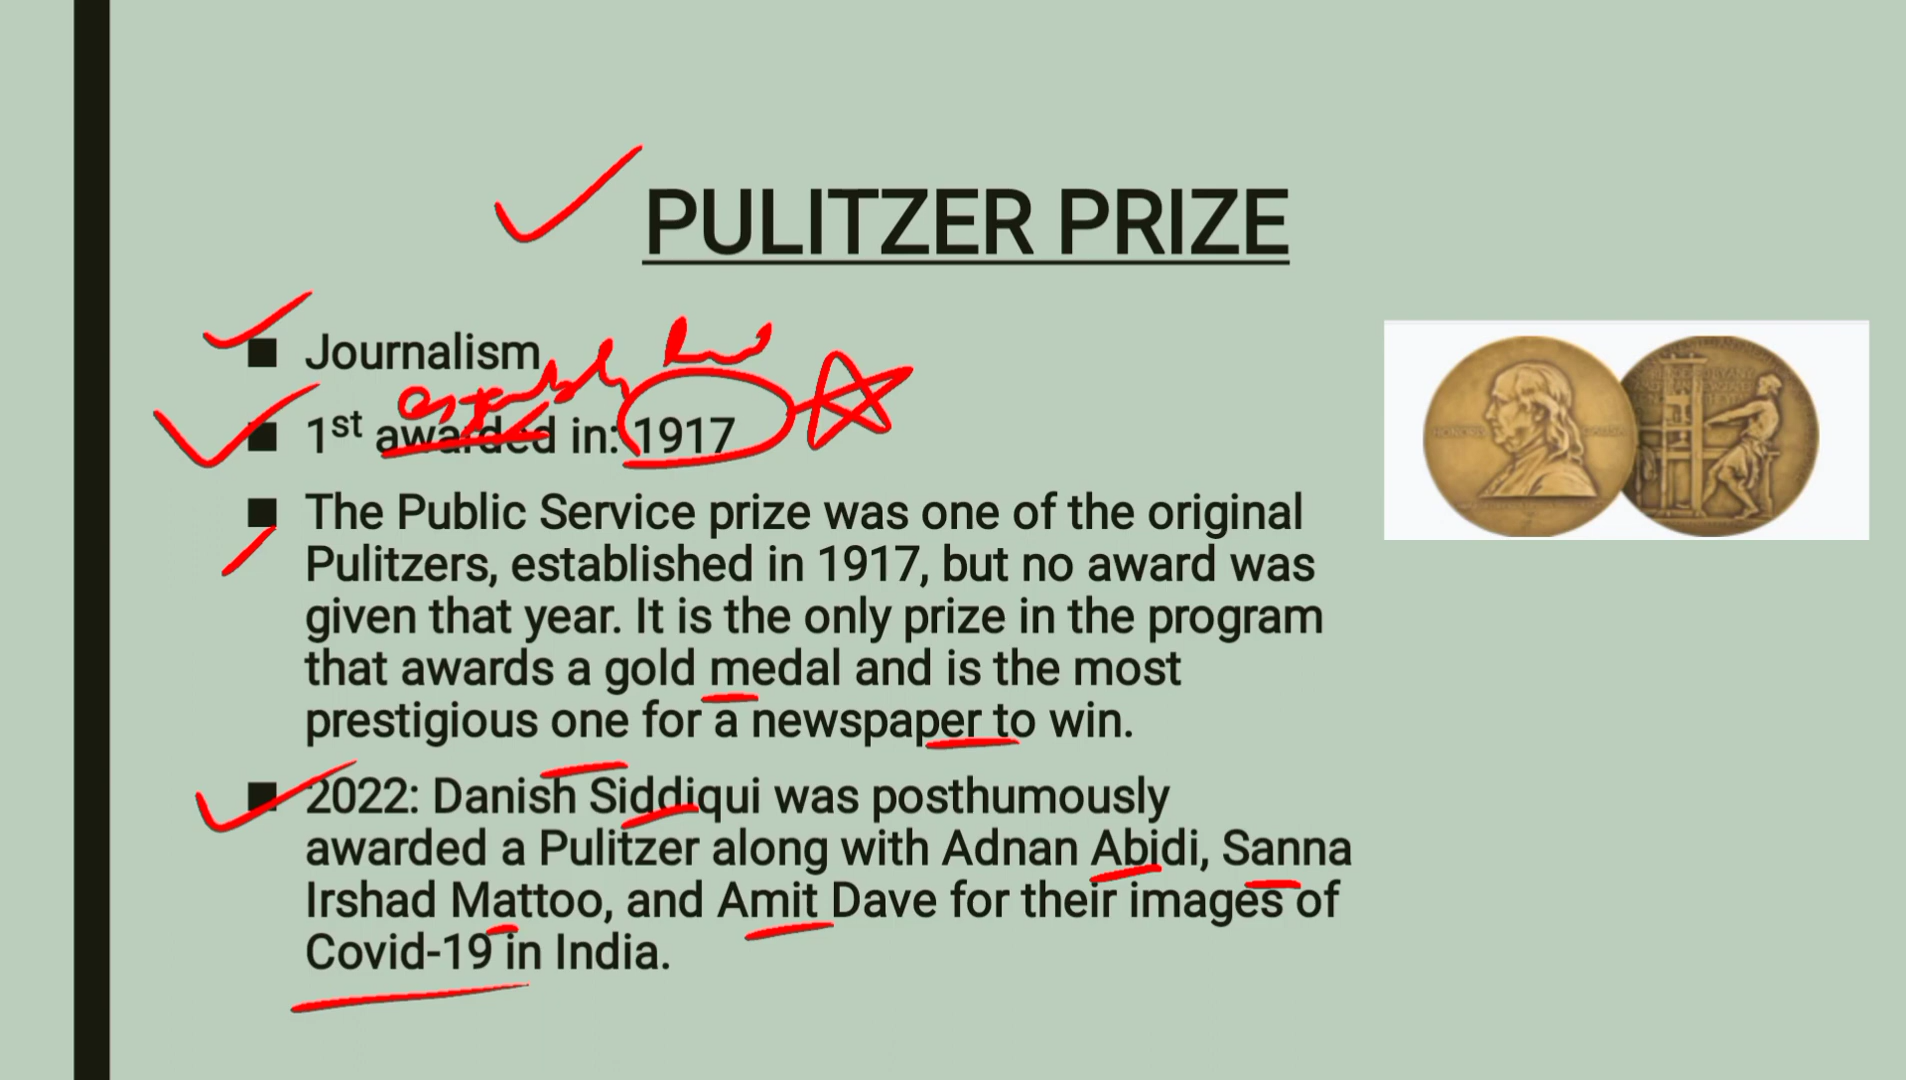 PULITZER PRIZE
Journalism
1st awarded in: 1917
The Public Service prize was one of the original
Pulitzers, established in 1917, but no award was
given that year. It is the only prize in the program
that awards a gold medal and is the most
prestigious one for a newspaper to win.
2022: Danish Siddiqui was posthumously
awarded a Pulitzer along with Adnan Abidi, Sanna
Irshad Mattoo, and Amit Dave for their images of
Covid-19 in India.